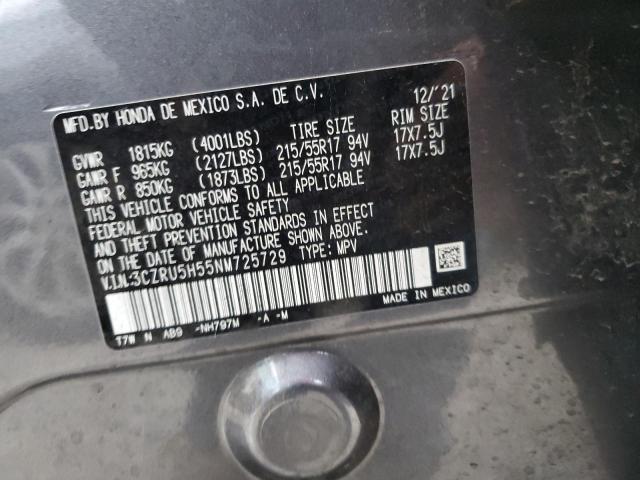 MFD. BY HONDA DE MEXICO S.A. DE C.V. 12/'21
GVWR 1815KG (4001LBS) TIRE SIZE RIM SIZE
GAWR F 965KG (2127LBS) 215/55R17 94V 17X7.5J
GAWR R 850KG (1873LBS) 215/55R17 94V 17X7.5J
THIS VEHICLE CONFORMS TO ALL APPLICABLE
FEDERAL MOTOR VEHICLE SAFETY
AND THEFT PREVENTION STANDARDS IN EFFECT
ON THE DATE OF MANUFACTURE SHOWN ABOVE.
V.I.N.3CZRU5H55NM725729 TYPE: MPV
T7W N AB9 -NH797M -A -M MADE IN MEXICO